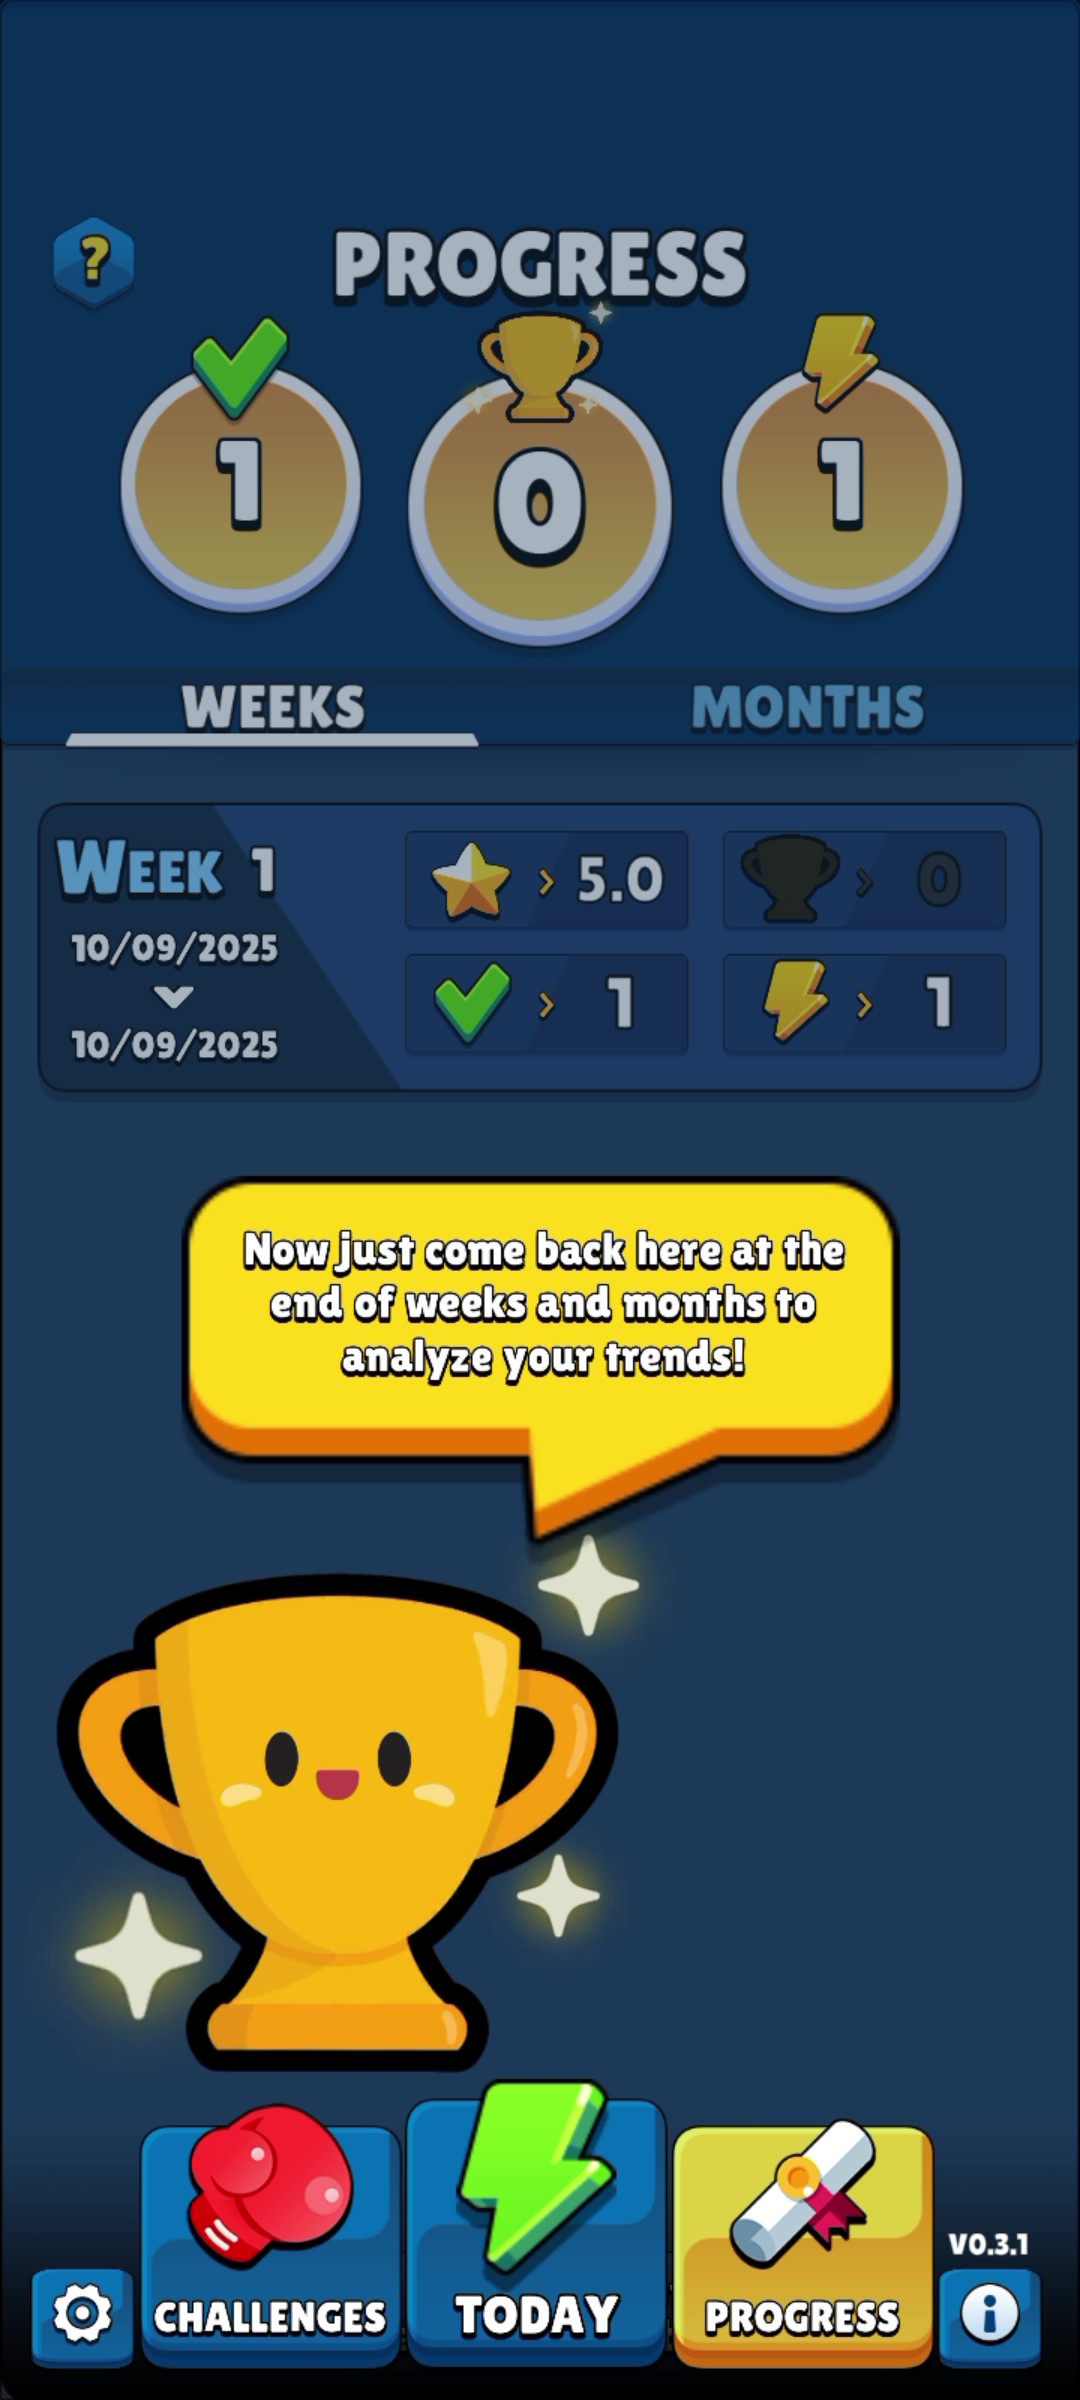 ?
PROGRESS
1
0
1
WEEKS
MONTHS
WEEK 1
10/09/2025
10/09/2025
> 5.0
> 0
> 1
> 1
Now just come back here at the
end of weeks and months to
analyze your trends!
CHALLENGES
TODAY
PROGRESS
V0.3.1
i